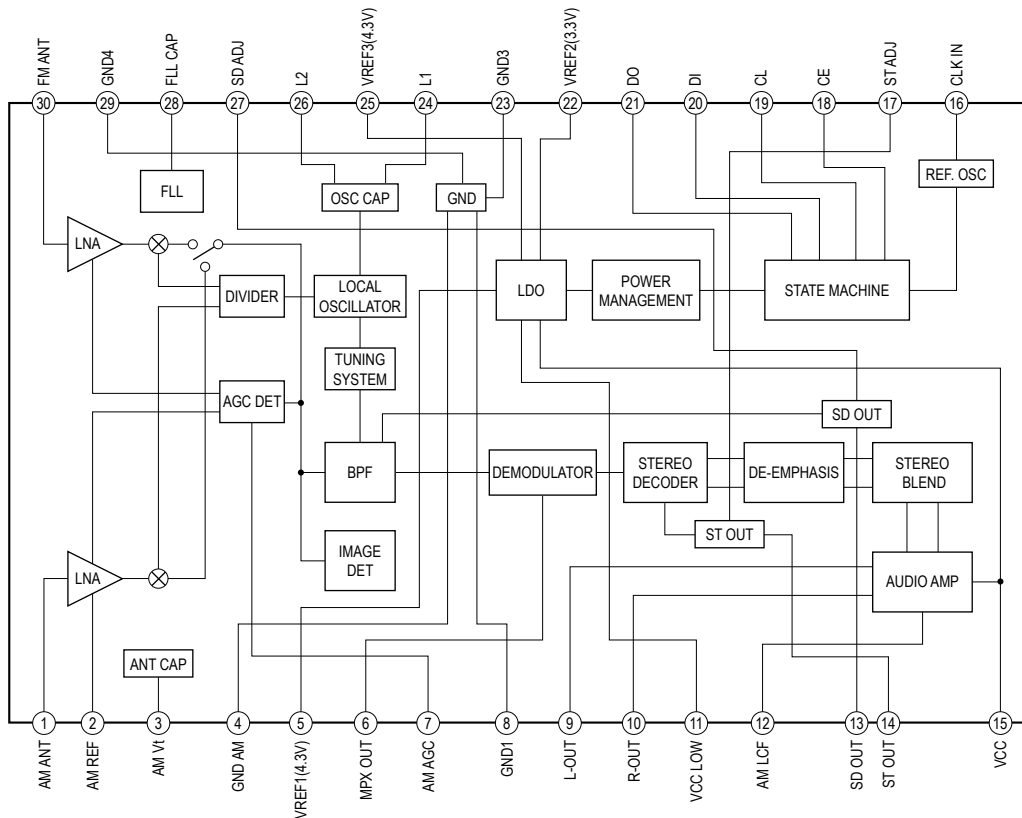 FM ANT
GND4
FLL CAP
SD ADJ
L2
VREF3(4.3V)
L1
GND3
VREF2(3.3V)
DO
DI
CL
CE
ST ADJ
CLK IN
30
29
28
27
26
25
24
23
22
21
20
19
18
17
16
FLL
OSC CAP
GND
REF. OSC
LNA
DIVIDER
LOCAL
OSCILLATOR
LDO
POWER
MANAGEMENT
STATE MACHINE
TUNING
SYSTEM
AGC DET
SD OUT
BPF
DEMODULATOR
STEREO
DECODER
DE-EMPHASIS
STEREO
BLEND
ST OUT
IMAGE
DET
LNA
AUDIO AMP
ANT CAP
1
2
3
4
5
6
7
8
9
10
11
12
13
14
15
AM ANT
AM REF
AM Vt
GND AM
VREF1(4.3V)
MPX OUT
AM AGC
GND1
L-OUT
R-OUT
VCC LOW
AM LCF
SD OUT
ST OUT
VCC